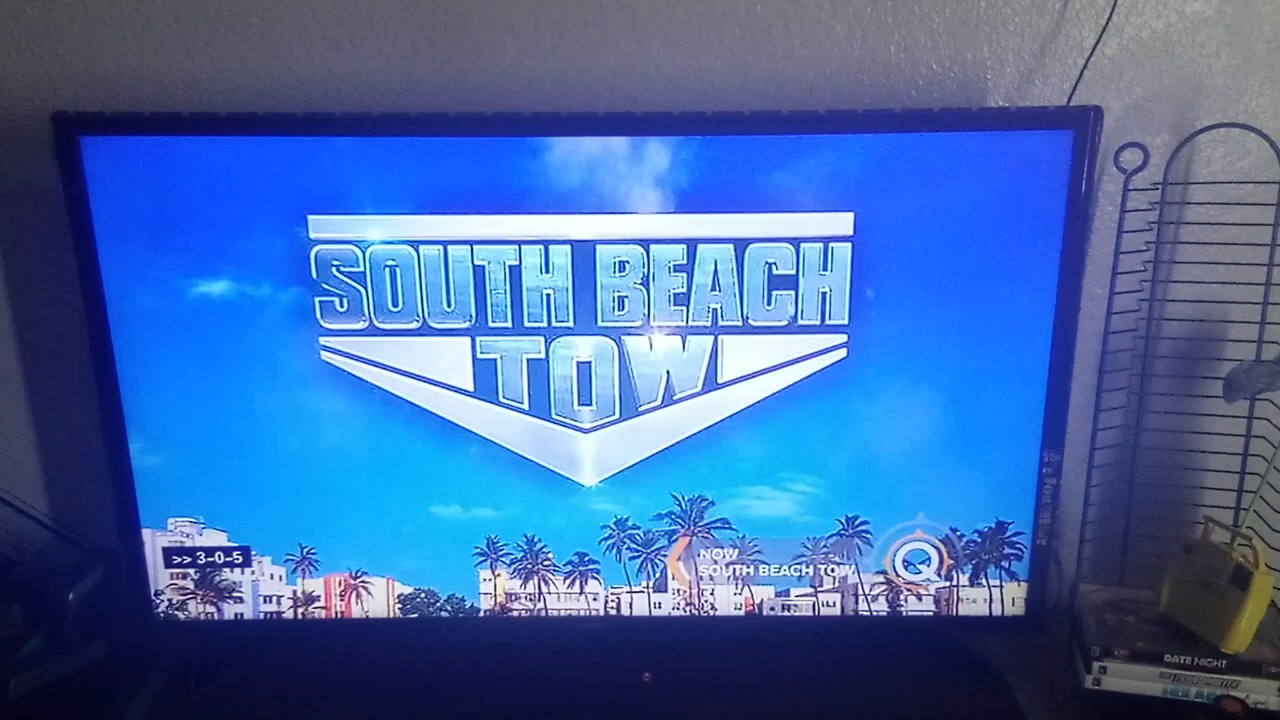 SOUTH BEACH
TOW
>> 3-0-5
NOW
SOUTH BEACH TOW
Q
DATE NIGHT